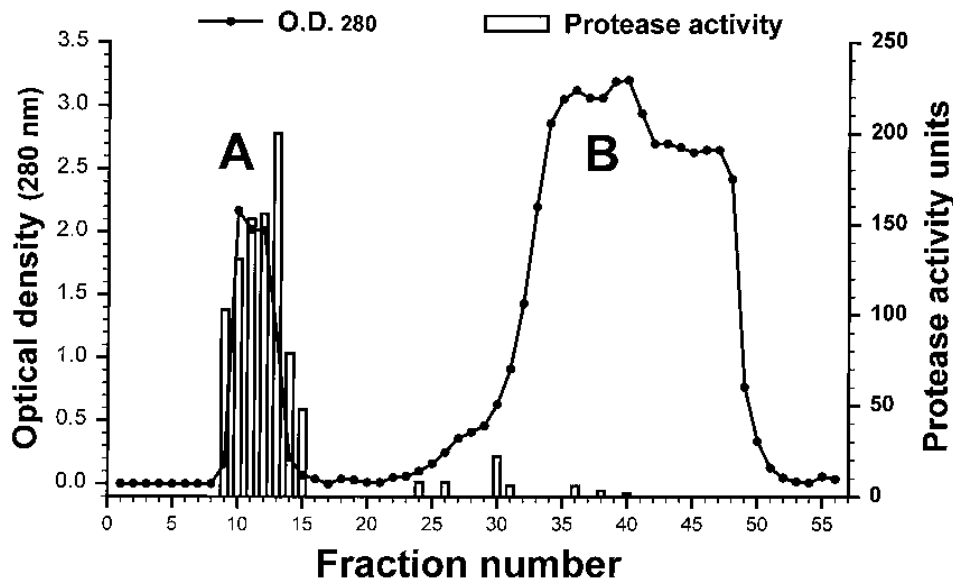 O.D. 280 Protease activity
Optical density (280 nm)
3.5
3.0
2.5
2.0
1.5
1.0
0.5
0.0
A
B
250
200
150
100
50
0
Protease activity units
0 5 10 15 20 25 30 35 40 45 50 55
Fraction number